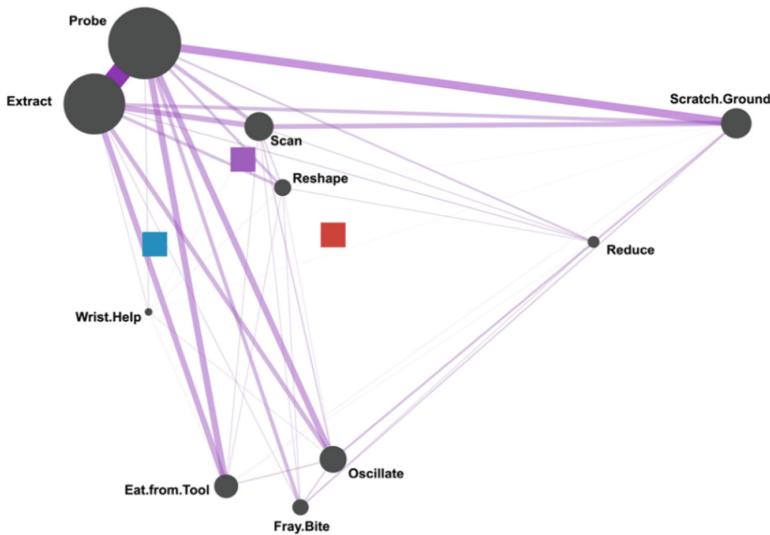 Probe
Extract
Scratch.Ground
Scan
Reshape
Reduce
Wrist.Help
Eat.from.Tool
Oscillate
Fray.Bite